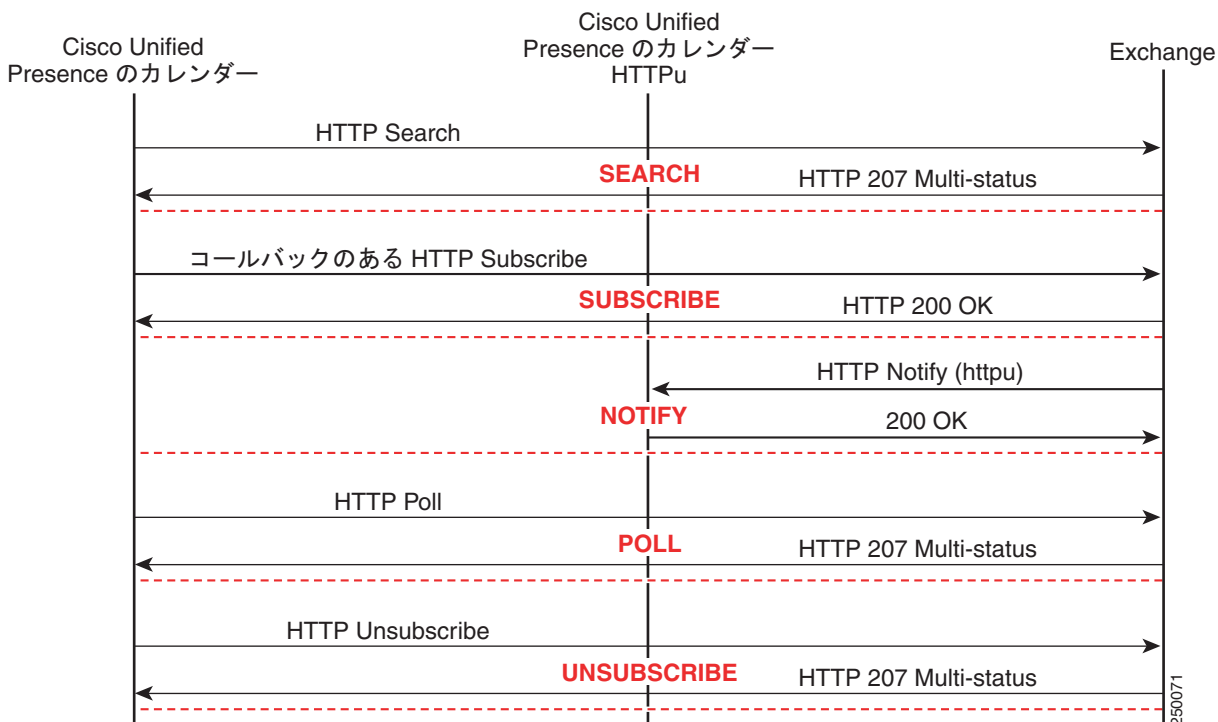 Cisco Unified
Presence のカレンダー
Cisco Unified
Presence のカレンダー
HTTPu
Exchange
HTTP Search
SEARCH
HTTP 207 Multi-status
コールバックのある HTTP Subscribe
SUBSCRIBE
HTTP 200 OK
HTTP Notify (httpu)
NOTIFY
200 OK
HTTP Poll
POLL
HTTP 207 Multi-status
HTTP Unsubscribe
UNSUBSCRIBE
HTTP 207 Multi-status
250071